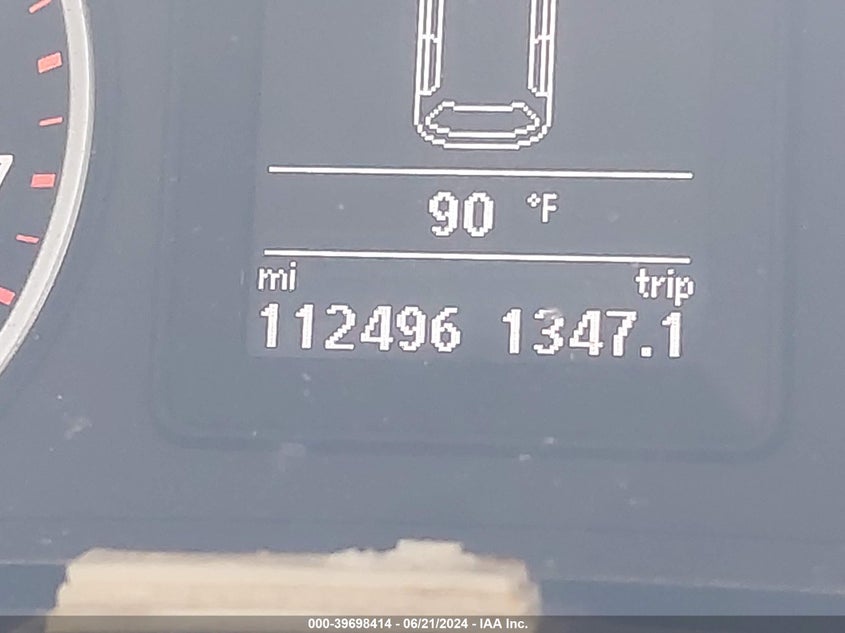 90 °F
mi trip
112496 1347.1
000-39698414 - 06/21/2024 - IAA Inc.